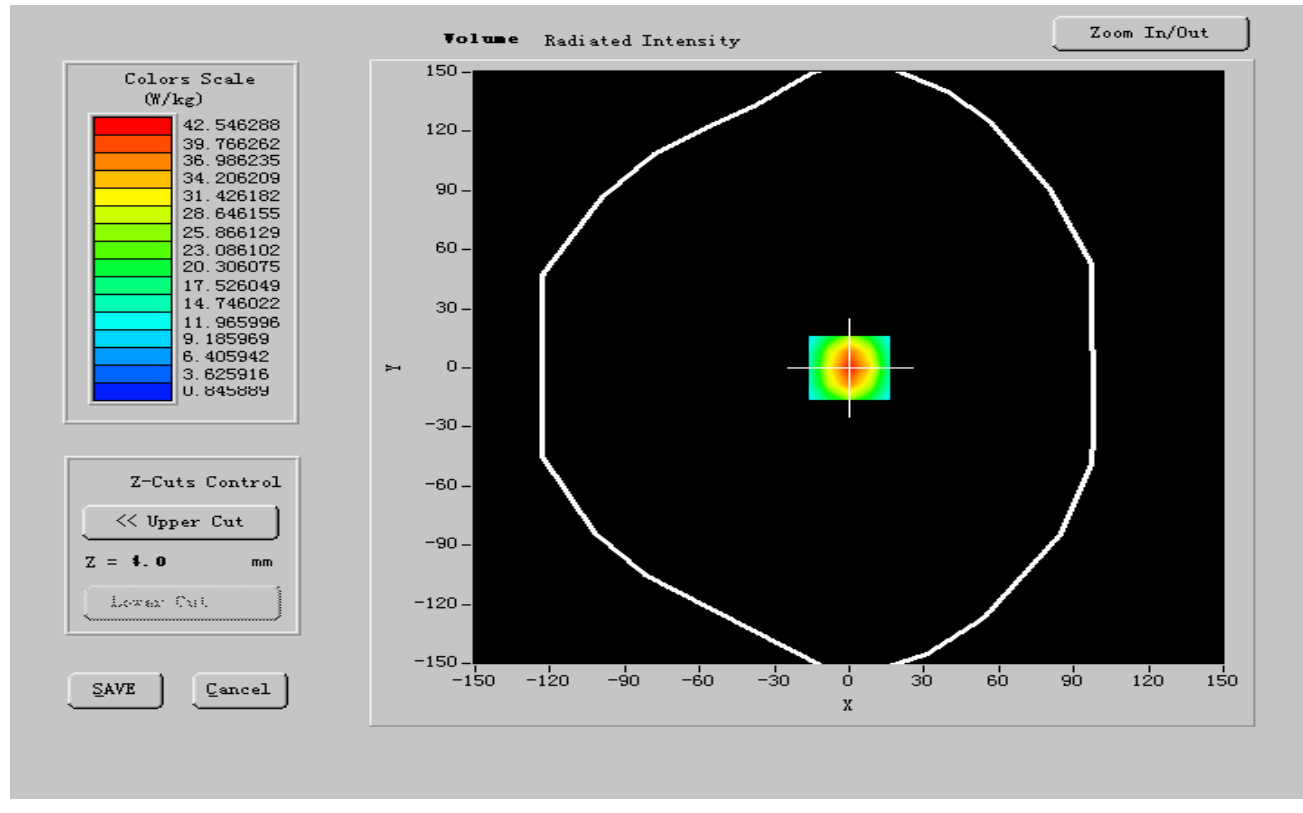 Volume Radiated Intensity
Zoom In/Out
Colors Scale
(W/kg)
42.546288
39.766262
36.986235
34.206209
31.426182
28.646155
25.866129
23.086102
20.306075
17.526049
14.746022
11.965996
9.185969
6.405942
3.625916
0.845889
Z-Cuts Control
<< Upper Cut
Z = 4.0 mm
Lower Cut
SAVE
Cancel
150
120
90
60
30
0
-30
-60
-90
-120
-150
Y
-150 -120 -90 -60 -30 0 30 60 90 120 150
X